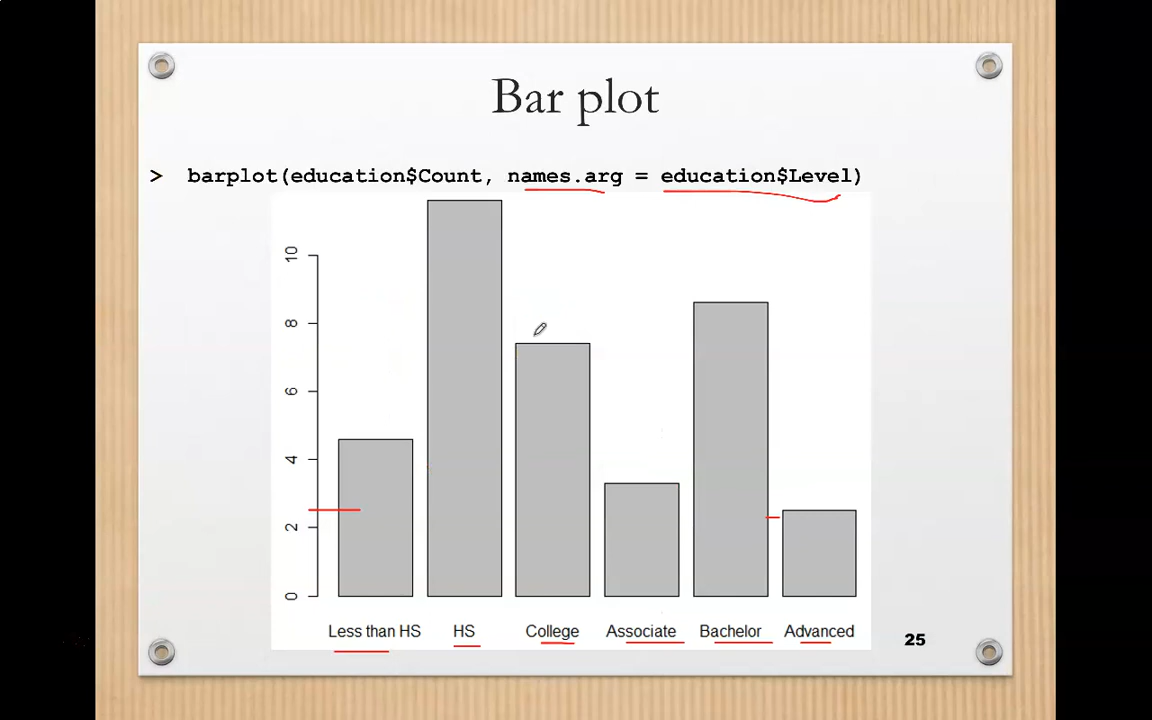 Bar plot
> barplot(education$Count, names.arg = education$Level)
10
8
6
4
2
0
Less than HS HS College Associate Bachelor Advanced
25